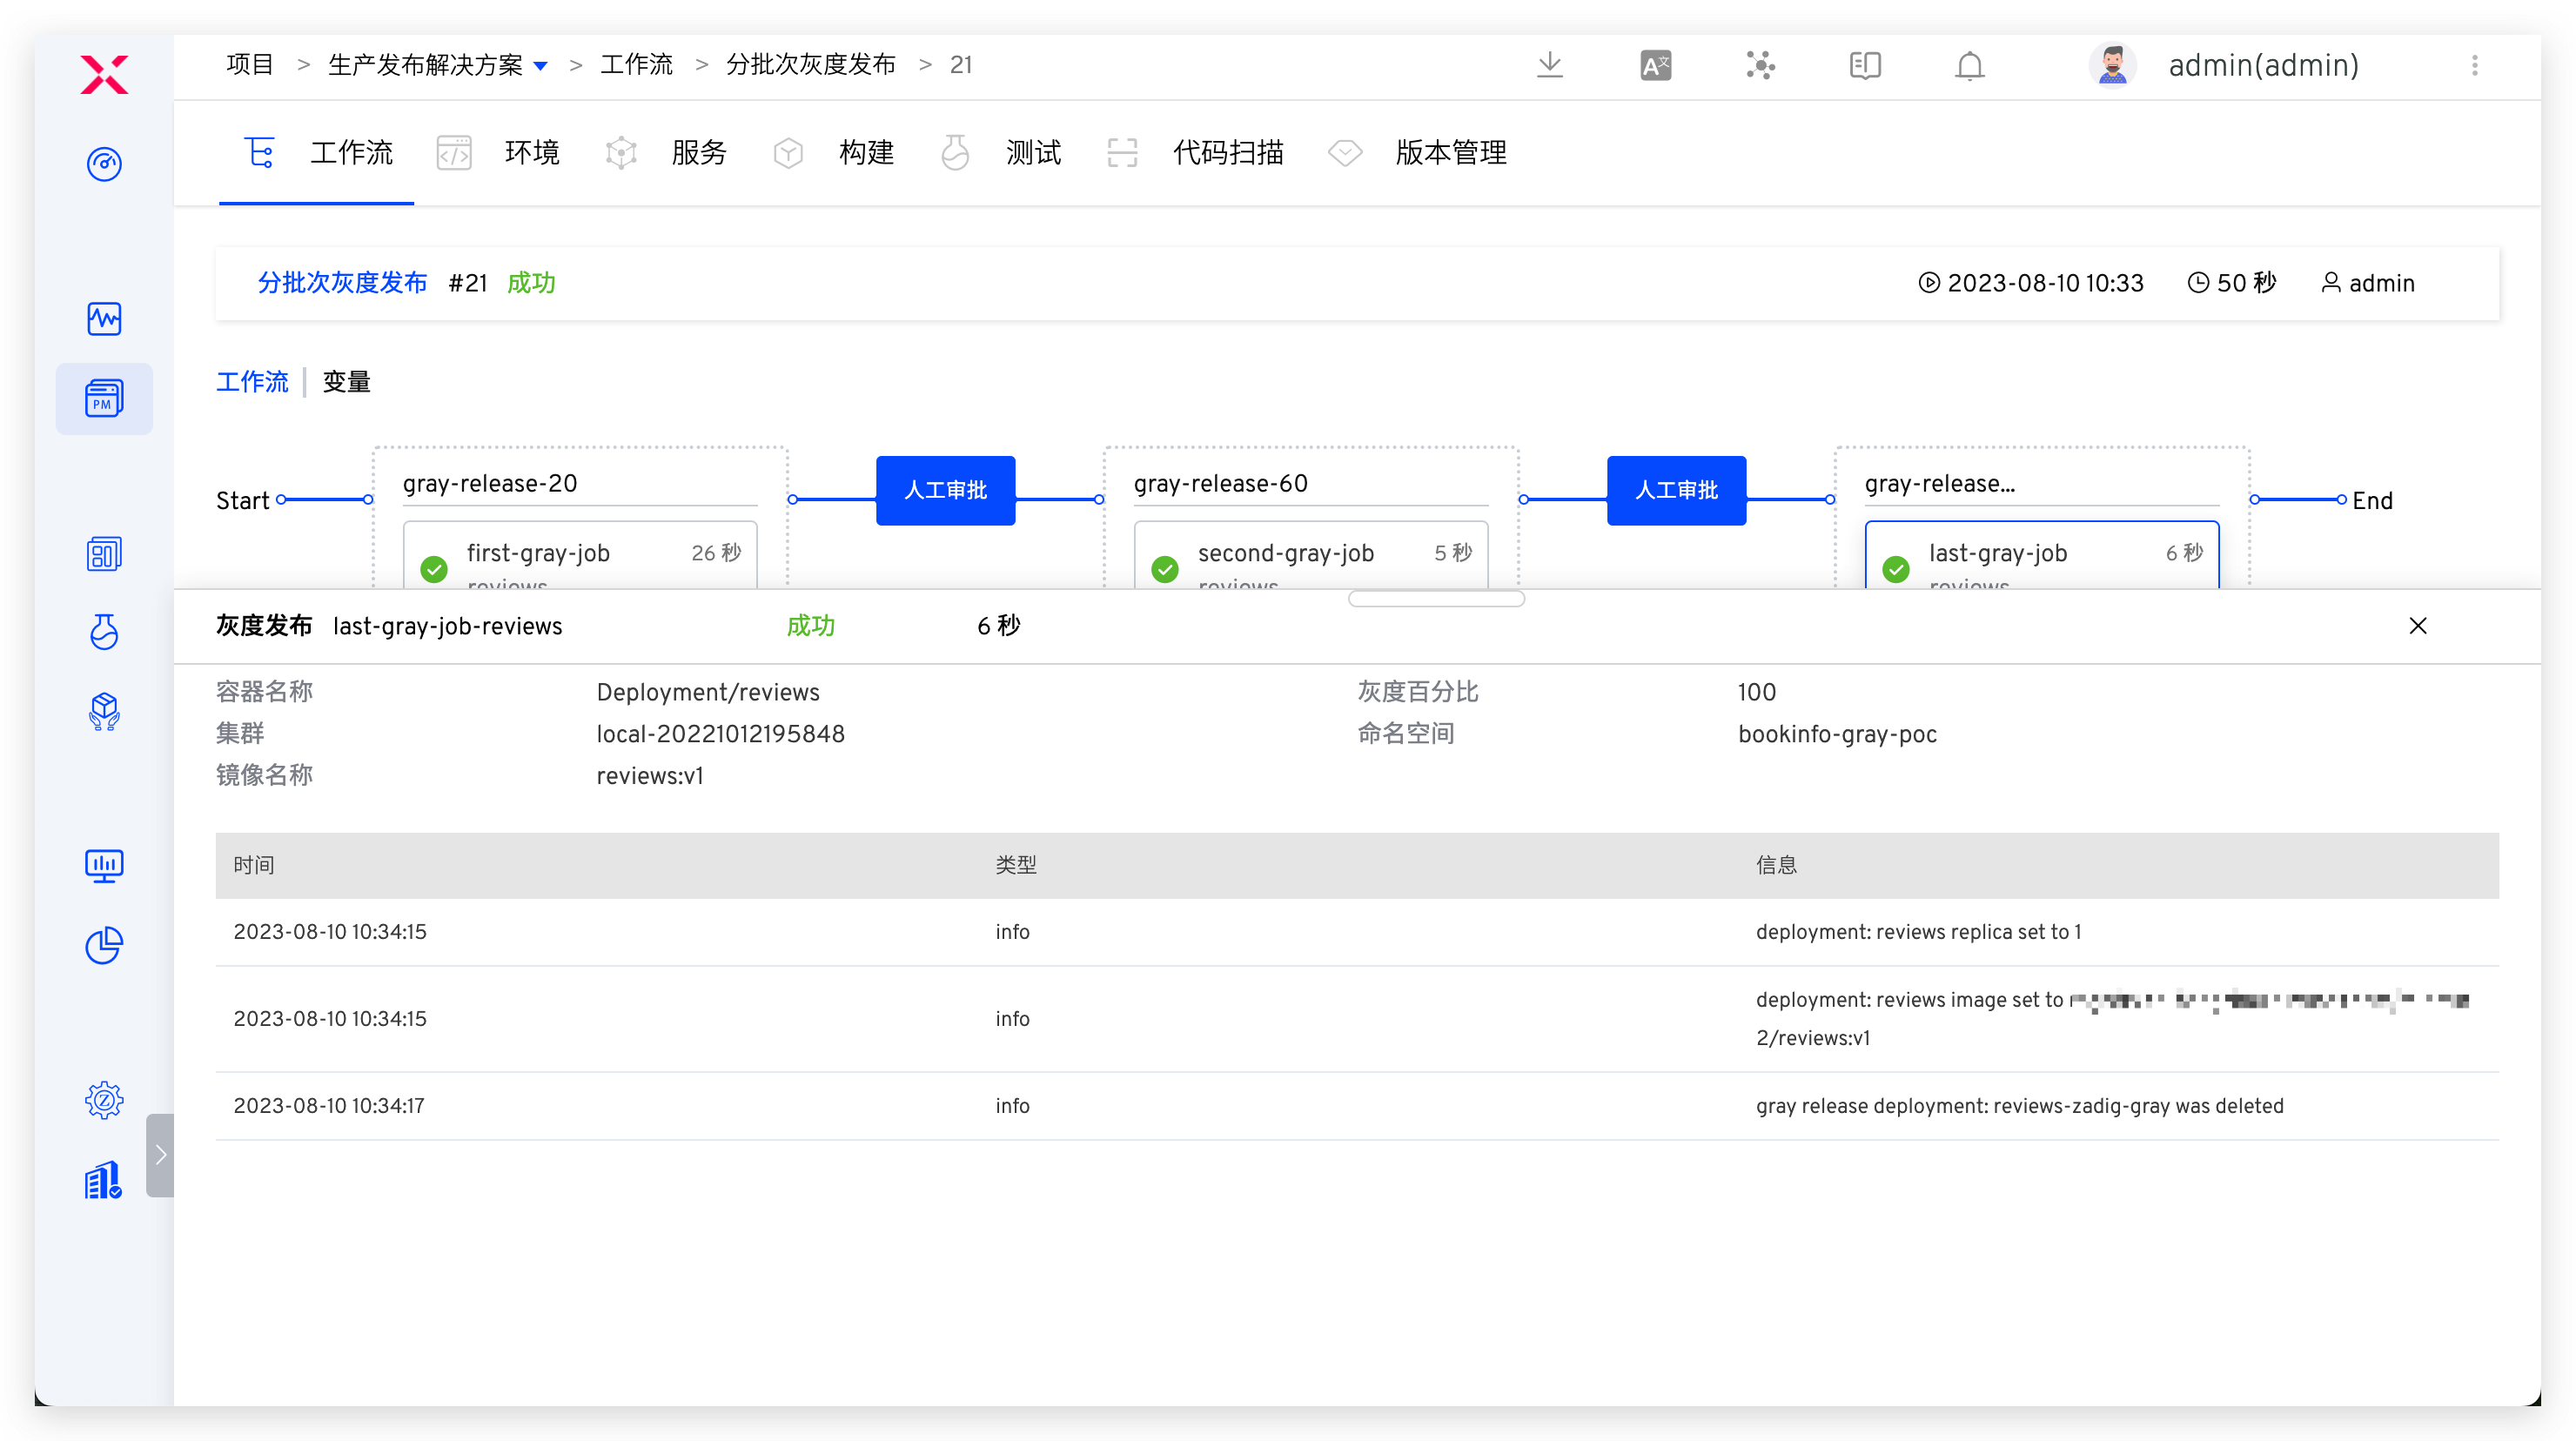 项目 > 生产发布解决方案 > 工作流 > 分批次灰度发布 > 21
admin(admin)
工作流 环境 服务 构建 测试 代码扫描 版本管理
分批次灰度发布 #21 成功 2023-08-10 10:33 50 秒 admin
工作流 变量
Start gray-release-20 人工审批 gray-release-60 人工审批 gray-release... End
first-gray-job 26 秒 second-gray-job 5 秒 last-gray-job 6 秒
reviews reviews reviews
PM
灰度发布 last-gray-job-reviews 成功 6 秒
容器名称 Deployment/reviews 灰度百分比 100
集群 local-20221012195848 命名空间 bookinfo-gray-poc
镜像名称 reviews:v1
时间 类型 信息
2023-08-10 10:34:15 info deployment: reviews replica set to 1
2023-08-10 10:34:15 info deployment: reviews image set to
2/reviews:v1
2023-08-10 10:34:17 info gray release deployment: reviews-zadig-gray was deleted